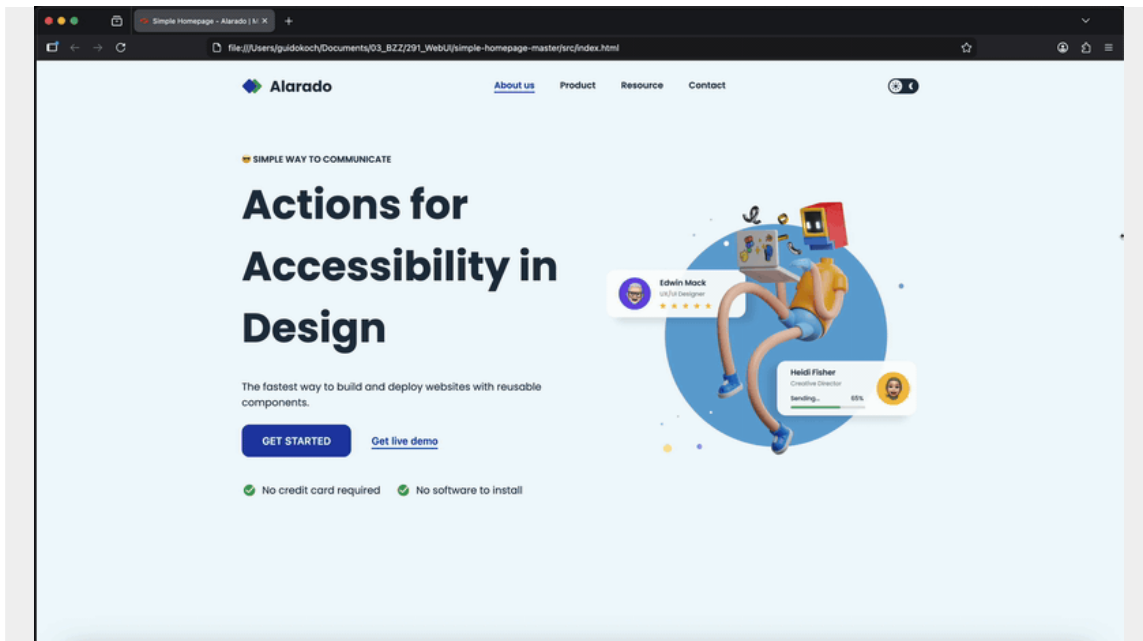 Simple Homepage - Alarado | M
file:///Users/guidokoch/Documents/03_BZZ/291_WebUI/simple-homepage-master/src/index.html
Alarado
About us
Product
Resource
Contact
SIMPLE WAY TO COMMUNICATE
Actions for
Accessibility in
Design
Edwin Mack
UX/UI Designer
Heidi Fisher
Creative Director
Sending... 65%
The fastest way to build and deploy websites with reusable
components.
GET STARTED
Get live demo
No credit card required
No software to install